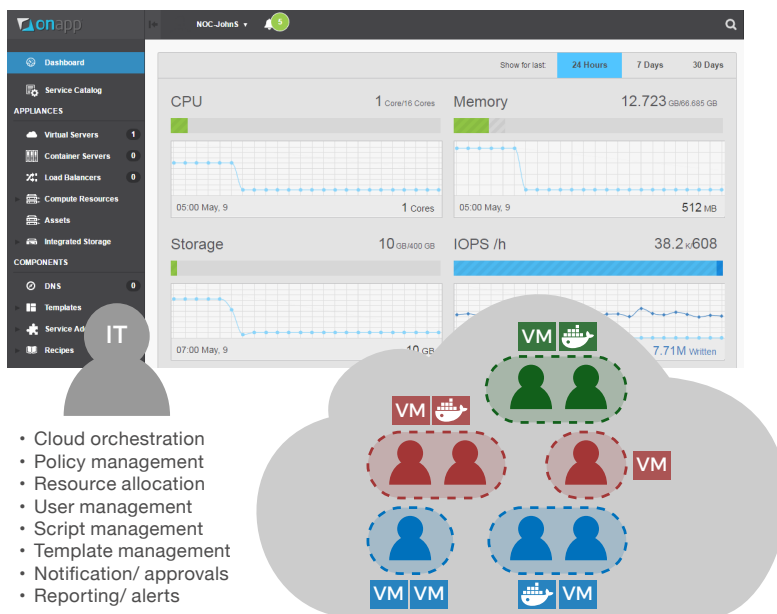 onapp
NOC-JohnS
5
Dashboard
Service Catalog
APPLIANCES
Virtual Servers 1
Container Servers 0
Load Balancers 0
Compute Resources
Assets
Integrated Storage
COMPONENTS
DNS 0
Templates
Service Ad
Recipes
Show for last: 24 Hours 7 Days 30 Days
CPU 1 Core/16 Cores
05:00 May, 9 1 Cores
Memory 12.723 GB/66.685 GB
05:00 May, 9 512 MB
Storage 10 GB/400 GB
07:00 May, 9 10 GB
IOPS /h 38.2 K/608
7.71M Written
IT
• Cloud orchestration
• Policy management
• Resource allocation
• User management
• Script management
• Template management
• Notification/ approvals
• Reporting/ alerts
VM
VM
VM
VM VM
VM